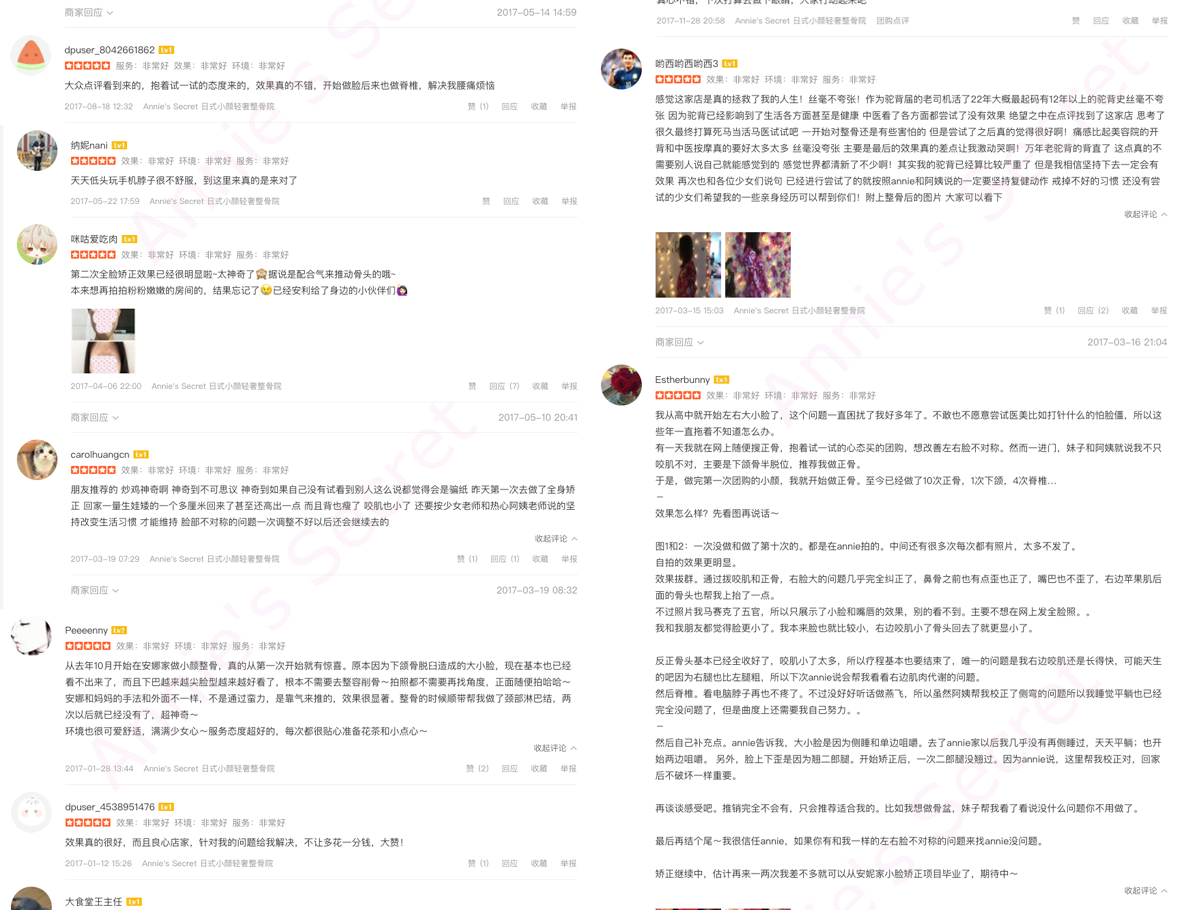 商家回应
2017-05-14 14:59
dpuser_8042661862 Lv1
服务：非常好 效果：非常好 环境：非常好
大众点评看到来的，抱着试一试的态度来的，效果真的不错，开始做脸后来也做脊椎，解决我腰痛烦恼
2017-08-18 12:32 Annie's Secret 日式小颜轻奢整骨院 赞 (1) 回应 收藏 举报
纳妮nani Lv1
效果：非常好 环境：非常好 服务：非常好
天天低头玩手机脖子很不舒服，到这里来真的是来对了
2017-05-22 17:59 Annie's Secret 日式小颜轻奢整骨院 赞 回应 收藏 举报
咪咕爱吃肉 Lv1
效果：非常好 环境：非常好 服务：非常好
第二次全脸矫正效果已经很明显啦~太神奇了🙈据说是配合气来推动骨头的哦~
本来想再拍拍粉粉嫩嫩的房间的，结果忘记了😢已经安利给了身边的小伙伴们🙆🏻
2017-04-06 22:00 Annie's Secret 日式小颜轻奢整骨院 赞 回应 (7) 收藏 举报
商家回应
2017-05-10 20:41
carolhuangcn Lv1
效果：非常好 环境：非常好 服务：非常好
朋友推荐的 炒鸡神奇啊 神奇到不可思议 神奇到如果自己没有试看到别人这么说都觉得会是骗纸 昨天第一次去做了全身矫
正 回家一量生娃矮的一个多厘米回来了甚至还高出一点 而且背也瘦了 咬肌也小了 还要按少女老师和热心阿姨老师说的坚
持改变生活习惯 才能维持 脸部不对称的问题一次调整不好以后还会继续去的
收起评论
2017-03-19 07:29 Annie's Secret 日式小颜轻奢整骨院 赞 (1) 回应 (1) 收藏 举报
商家回应
2017-03-19 08:32
Peeeenny Lv2
效果：非常好 环境：非常好 服务：非常好
从去年10月开始在安娜家做小颜整骨，真的从第一次开始就有惊喜。原本因为下颌骨脱臼造成的大小脸，现在基本也已经
看不出来了，而且下巴越来越尖脸型越来越好看了，根本不需要去整容削骨～拍照都不需要再找角度，正面随便拍哈哈～
安娜和妈妈的手法和外面不一样，不是通过蛮力，是靠气来推的，效果很显著。整骨的时候顺带帮我做了颈部淋巴结，两
次以后就已经没有了，超神奇～
环境也很可爱舒适，满满少女心～服务态度超好的，每次都很贴心准备花茶和小点心～
收起评论
2017-01-28 13:44 Annie's Secret 日式小颜轻奢整骨院 赞 (2) 回应 收藏 举报
dpuser_4538951476 Lv1
效果：非常好 环境：非常好 服务：非常好
效果真的很好，而且良心店家，针对我的问题给我解决，不让多花一分钱，大赞！
2017-01-12 15:26 Annie's Secret 日式小颜轻奢整骨院 赞 (1) 回应 收藏 举报
大食堂王主任 Lv1
2017-11-28 20:58 Annie's Secret 日式小颜轻奢整骨院 团购点评 赞 回应 收藏 举报
哟西哟西哟西3 Lv1
效果：非常好 环境：非常好 服务：非常好
感觉这家店是真的拯救了我的人生！丝毫不夸张！作为驼背届的老司机活了22年大概最起码有12年以上的驼背史丝毫不夸
张 因为驼背已经影响到了生活各方面甚至是健康 中医看了各方面都尝试了没有效果 绝望之中在点评找到了这家店 思考了
很久最终打算死马当活马医试试吧 一开始对整骨还是有些害怕的 但是尝试了之后真的觉得很好啊！痛感比起美容院的开
背和中医按摩真的要好太多太多 丝毫没夸张 主要是最后的效果真的差点让我激动哭啊！万年老驼背的背直了 这点真的不
需要别人说自己就能感觉到的 感觉世界都清新了不少啊！其实我的驼背已经算比较严重了 但是我相信坚持下去一定会有
效果 再次也和各位少女们说句 已经进行尝试了的就按照annie和阿姨说的一定要坚持复健动作 戒掉不好的习惯 还没有尝
试的少女们希望我的一些亲身经历可以帮到你们！附上整骨后的图片 大家可以看下
收起评论
2017-03-15 15:03 Annie's Secret 日式小颜轻奢整骨院 赞 (1) 回应 (2) 收藏 举报
商家回应
2017-03-16 21:04
Estherbunny Lv3
效果：非常好 环境：非常好 服务：非常好
我从高中就开始左右大小脸了，这个问题一直困扰了我好多年了。不敢也不愿意尝试医美比如打针什么的怕脸僵，所以这
些年一直拖着不知道怎么办。
有一天我就在网上随便搜正骨，抱着试一试的心态买的团购，想改善左右脸不对称。然而一进门，妹子和阿姨就说我不只
咬肌不对，主要是下颌骨半脱位，推荐我做正骨。
于是，做完第一次团购的小颜，我就开始做正骨。至今已经做了10次正骨，1次下颌，4次脊椎…
–
效果怎么样？先看图再说话～
图1和2：一次没做和做了第十次的。都是在annie拍的。中间还有很多次每次都有照片，太多不发了。
自拍的效果更明显。
效果拔群。通过拨咬肌和正骨，右脸大的问题几乎完全纠正了，鼻骨之前也有点歪也正了，嘴巴也不歪了，右边苹果肌后
面的骨头也帮我上抬了一点。
不过照片我马赛克了五官，所以只展示了小脸和嘴唇的效果，别的看不到。主要不想在网上发全脸照。。
我和我朋友都觉得脸更小了。我本来脸也就比较小，右边咬肌小了骨头回去了就更显小了。
反正骨头基本已经全收好了，咬肌小了太多，所以疗程基本也要结束了，唯一的问题是我右边咬肌还是长得快，可能天生
的吧因为右腿也比左腿粗，所以下次annie说会帮我看看右边肌肉代谢的问题。
然后脊椎。看电脑脖子再也不疼了。不过没好好听话做燕飞，所以虽然阿姨帮我校正了侧弯的问题所以我睡觉平躺也已经
完全没问题了，但是曲度上还需要我自己努力。。
–
然后自己补充点。annie告诉我，大小脸是因为侧睡和单边咀嚼。去了annie家以后我几乎没有再侧睡过，天天平躺；也开
始两边咀嚼。 另外，脸上下歪是因为翘二郎腿。开始矫正后，一次二郎腿没翘过。因为annie说，这里帮我校正对，回家
后不破坏一样重要。
再谈谈感受吧。推销完全不会有，只会推荐适合我的。比如我想做骨盆，妹子帮我看了看说没什么问题你不用做了。
最后再结个尾～我很信任annie，如果你有和我一样的左右脸不对称的问题来找annie没问题。
矫正继续中，估计再来一两次我差不多就可以从安妮家小脸矫正项目毕业了，期待中～
收起评论
Annie's Secret
Annie's Secret